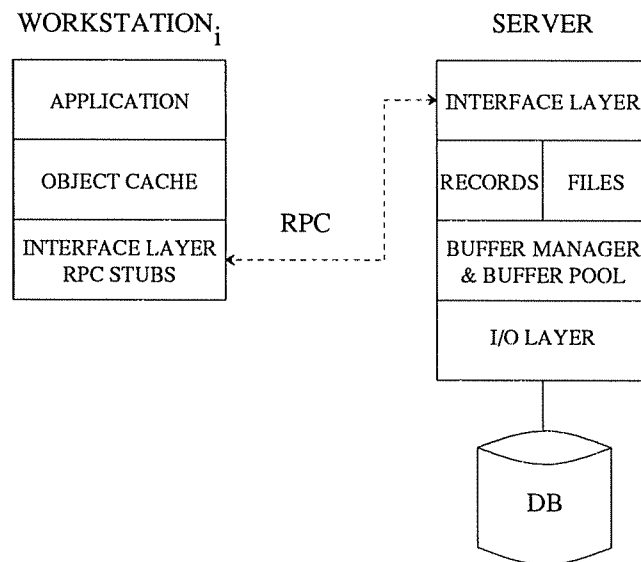 WORKSTATIONi
APPLICATION
OBJECT CACHE
INTERFACE LAYER
RPC STUBS
RPC
SERVER
INTERFACE LAYER
RECORDS
FILES
BUFFER MANAGER
& BUFFER POOL
I/O LAYER
DB